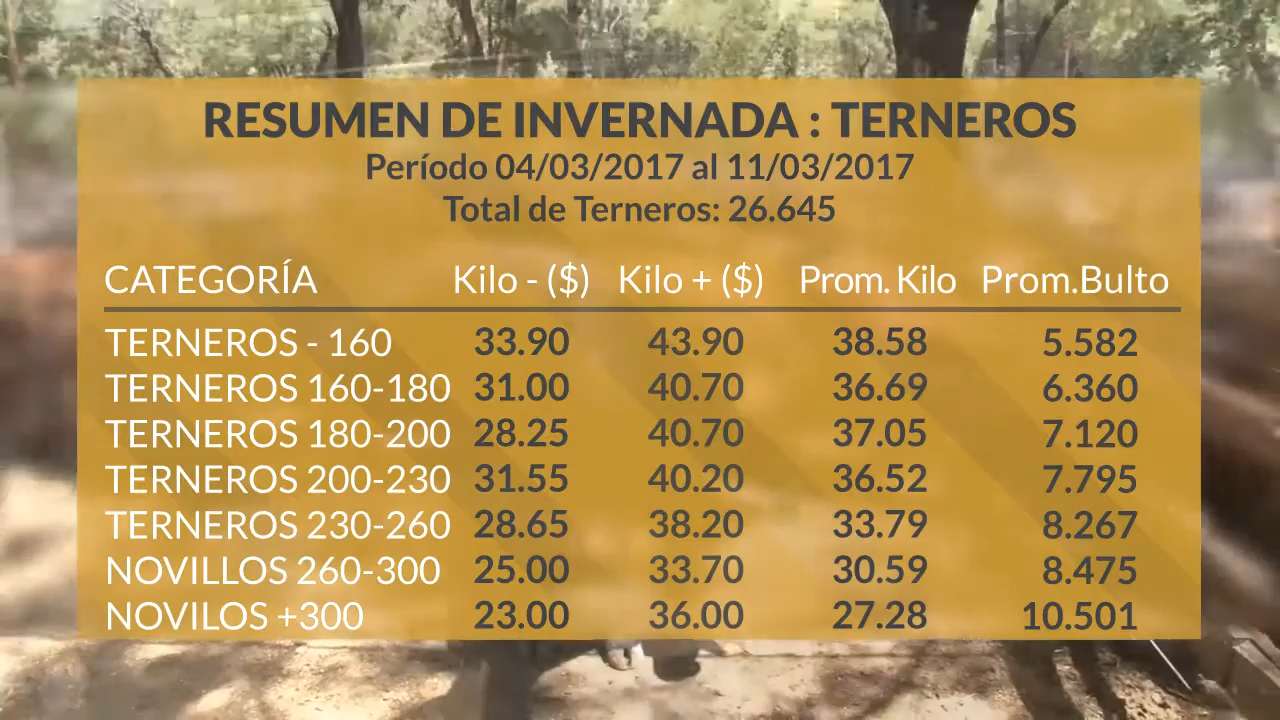 RESUMEN DE INVERNADA : TERNEROS
Período 04/03/2017 al 11/03/2017
Total de Terneros: 26.645
CATEGORÍA Kilo - ($) Kilo + ($) Prom. Kilo Prom.Bulto
TERNEROS - 160 33.90 43.90 38.58 5.582
TERNEROS 160-180 31.00 40.70 36.69 6.360
TERNEROS 180-200 28.25 40.70 37.05 7.120
TERNEROS 200-230 31.55 40.20 36.52 7.795
TERNEROS 230-260 28.65 38.20 33.79 8.267
NOVILLOS 260-300 25.00 33.70 30.59 8.475
NOVILOS +300 23.00 36.00 27.28 10.501